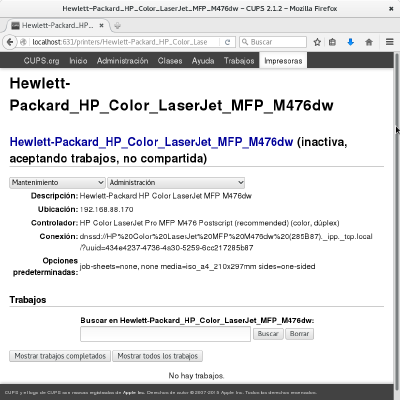 Hewlett-Packard_HP_Color_LaserJet_MFP_M476dw – CUPS 2.1.2 – Mozilla Firefox
Hewlett-Packard_HP...
localhost:631/printers/Hewlett-Packard_HP_Color_Lase
Buscar
CUPS.org Inicio Administración Clases Ayuda Trabajos Impresoras
Hewlett-
Packard_HP_Color_LaserJet_MFP_M476dw
Hewlett-Packard_HP_Color_LaserJet_MFP_M476dw (inactiva,
aceptando trabajos, no compartida)
Mantenimiento Administración
Descripción: Hewlett-Packard HP Color LaserJet MFP M476dw
Ubicación: 192.168.88.170
Controlador: HP Color LaserJet Pro MFP M476 Postscript (recommended) (color, dúplex)
Conexión: dnssd://HP%20Color%20LaserJet%20MFP%20M476dw%20(285B87)._ipp._tcp.local
/?uuid=434e4237-4736-4a30-5259-6cc217285b87
Opciones
predeterminadas: job-sheets=none, none media=iso_a4_210x297mm sides=one-sided
Trabajos
Buscar en Hewlett-Packard_HP_Color_LaserJet_MFP_M476dw:
Buscar Borrar
Mostrar trabajos completados Mostrar todos los trabajos
No hay trabajos.
CUPS y el logo de CUPS son marcas registradas de Apple Inc. Derechos de autor © 2007-2015 Apple Inc. Todos los derechos reservados.